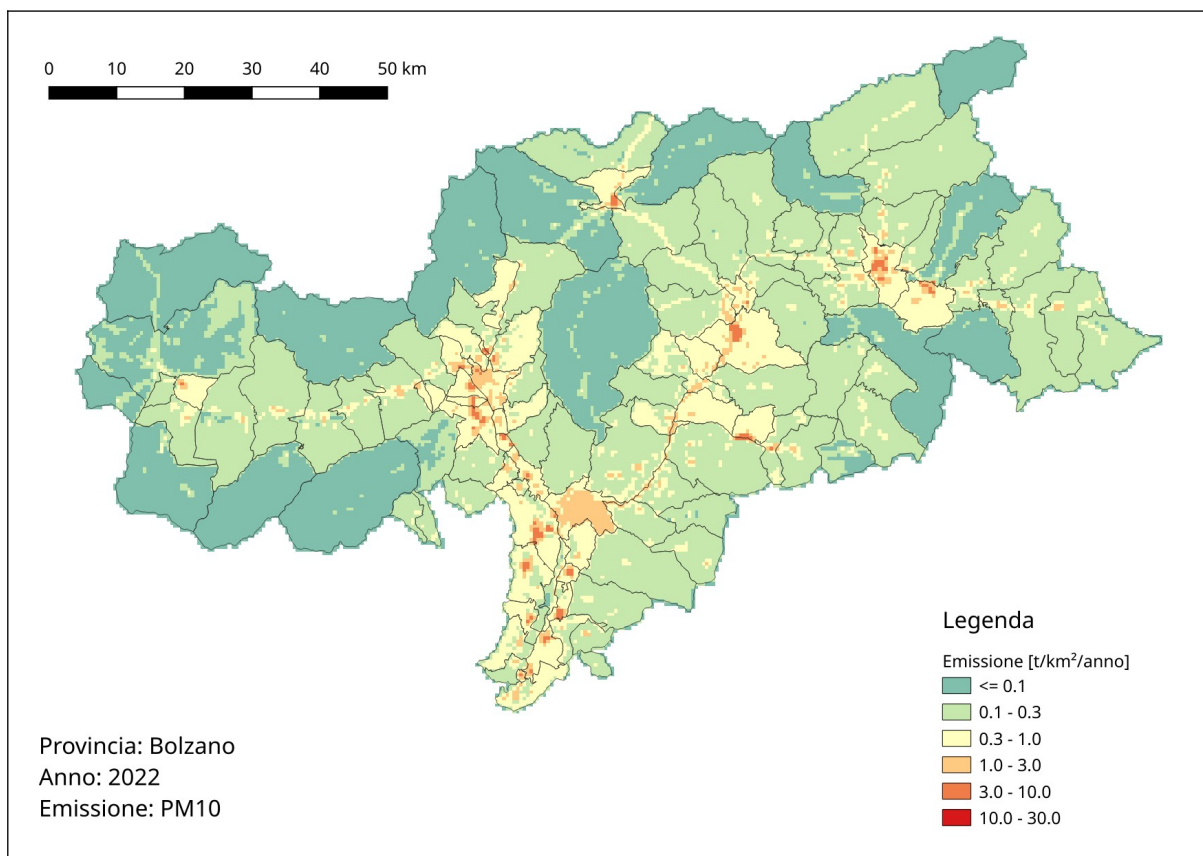 0 10 20 30 40 50 km
Legenda
Emissione [t/km²/anno]
<= 0.1
0.1 - 0.3
0.3 - 1.0
1.0 - 3.0
3.0 - 10.0
10.0 - 30.0
Provincia: Bolzano
Anno: 2022
Emissione: PM10